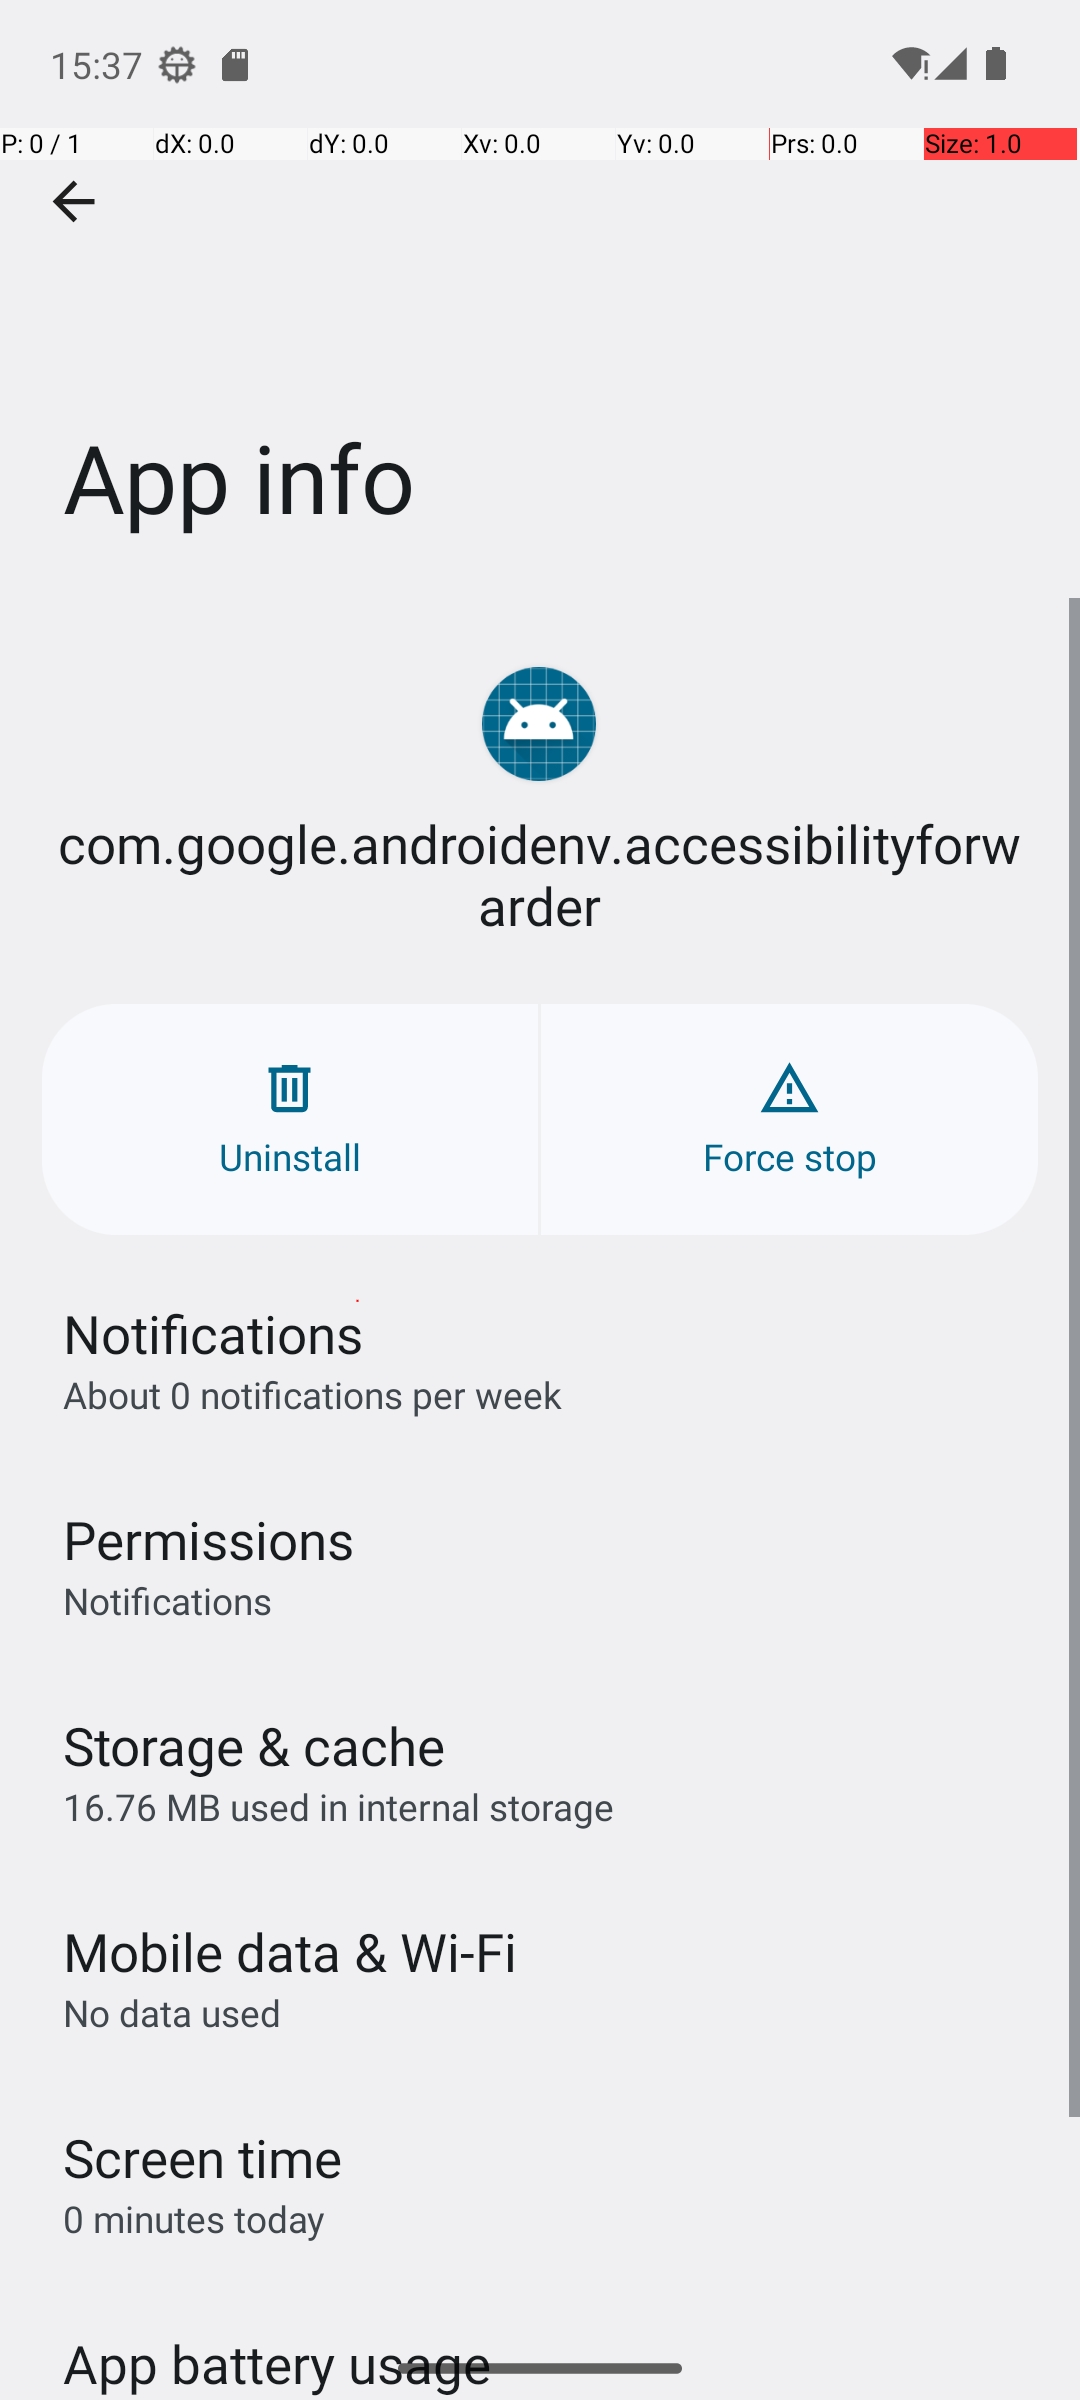 15:37
P: 0 / 1 dX: 0.0 dY: 0.0 Xv: 0.0 Yv: 0.0 Prs: 0.0 Size: 1.0
App info
com.google.androidenv.accessibilityforw
arder
Uninstall Force stop
Notifications
About 0 notifications per week
Permissions
Notifications
Storage & cache
16.76 MB used in internal storage
Mobile data & Wi-Fi
No data used
Screen time
0 minutes today
App battery usage